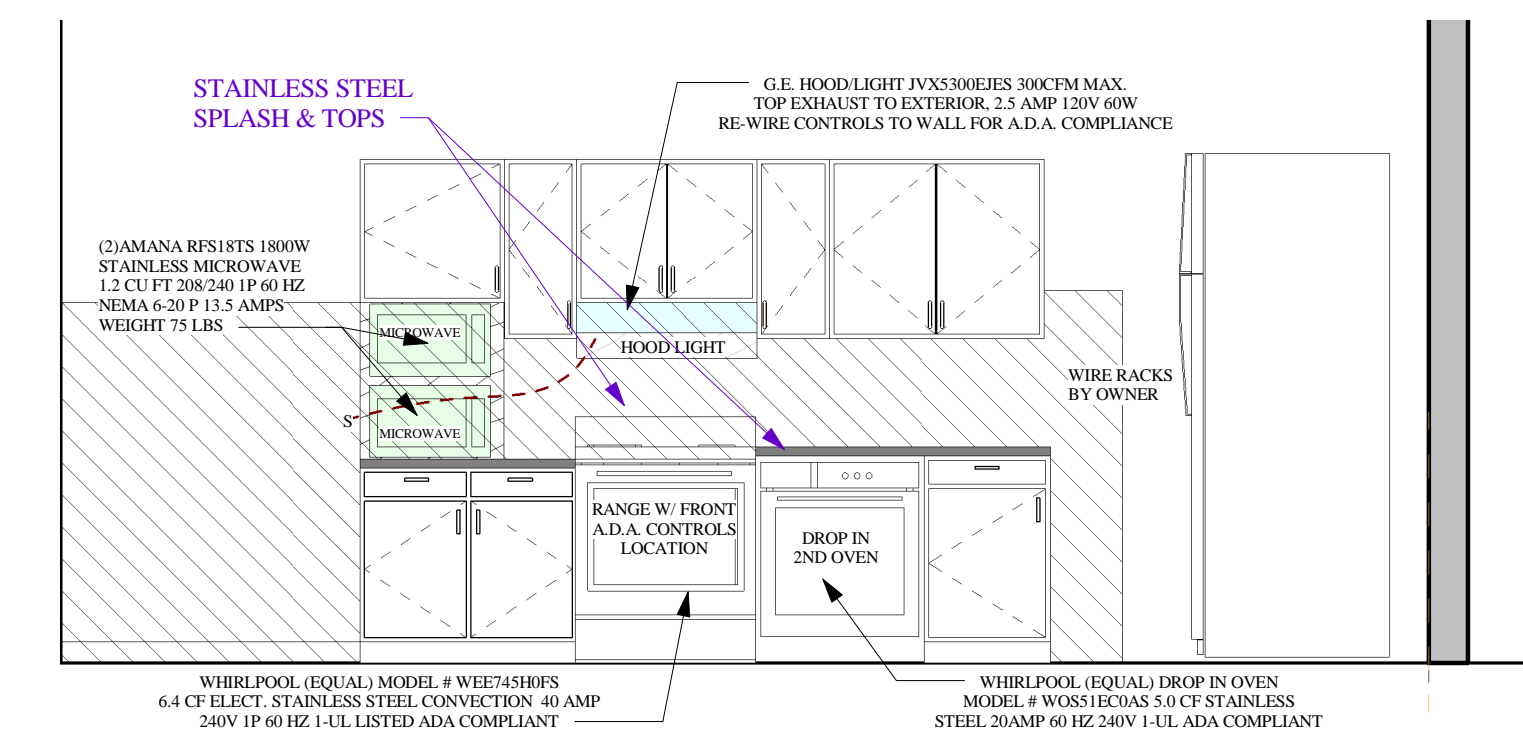 STAINLESS STEEL
SPLASH & TOPS
G.E. HOOD/LIGHT JVX5300EJES 300CFM MAX.
TOP EXHAUST TO EXTERIOR, 2.5 AMP 120V 60W
RE-WIRE CONTROLS TO WALL FOR A.D.A. COMPLIANCE
(2)AMANA RFS18TS 1800W
STAINLESS MICROWAVE
1.2 CU FT 208/240 1P 60 HZ
NEMA 6-20 P 13.5 AMPS
WEIGHT 75 LBS
MICROWAVE
HOOD LIGHT
WIRE RACKS
BY OWNER
S
MICROWAVE
RANGE W/ FRONT
A.D.A. CONTROLS
LOCATION
DROP IN
2ND OVEN
WHIRLPOOL (EQUAL) MODEL # WEE745H0FS
6.4 CF ELECT. STAINLESS STEEL CONVECTION 40 AMP
240V 1P 60 HZ 1-UL LISTED ADA COMPLIANT
WHIRLPOOL (EQUAL) DROP IN OVEN
MODEL # WOS51EC0AS 5.0 CF STAINLESS
STEEL 20AMP 60 HZ 240V 1-UL ADA COMPLIANT